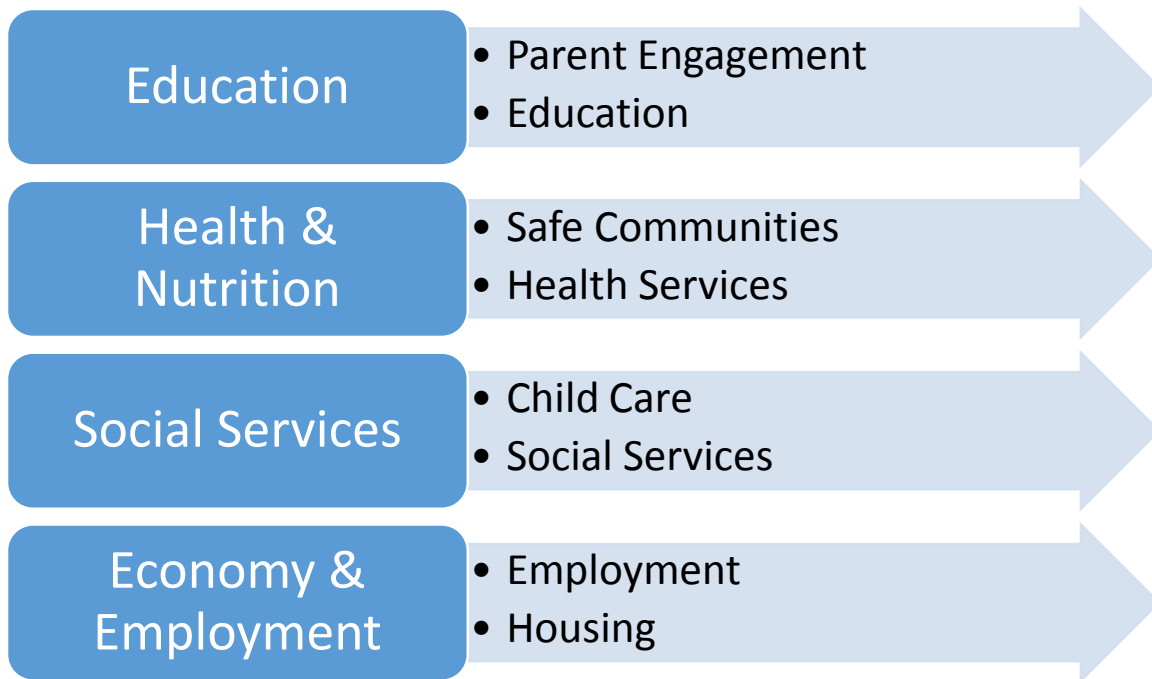 Education
• Parent Engagement
• Education
Health &
Nutrition
• Safe Communities
• Health Services
Social Services
• Child Care
• Social Services
Economy &
Employment
• Employment
• Housing